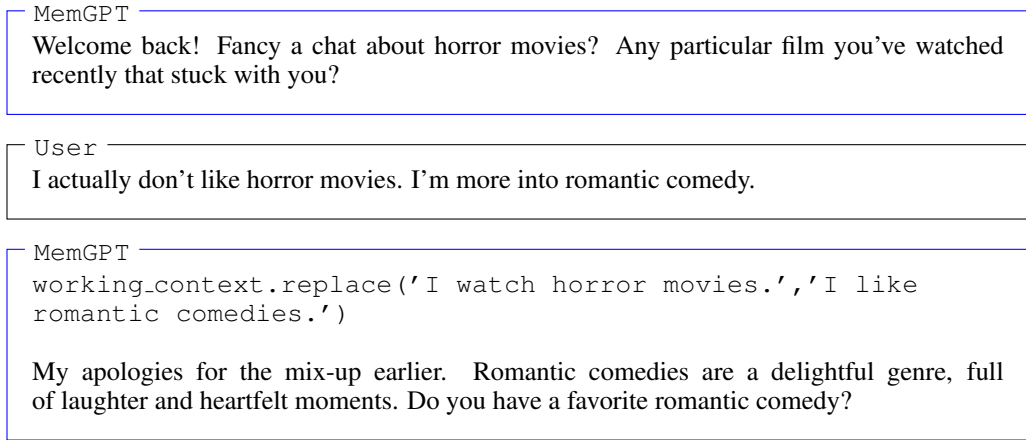 MemGPT
Welcome back! Fancy a chat about horror movies? Any particular film you've watched
recently that stuck with you?
User
I actually don't like horror movies. I'm more into romantic comedy.
MemGPT
working_context.replace('I watch horror movies.','I like
romantic comedies.')
My apologies for the mix-up earlier. Romantic comedies are a delightful genre, full
of laughter and heartfelt moments. Do you have a favorite romantic comedy?